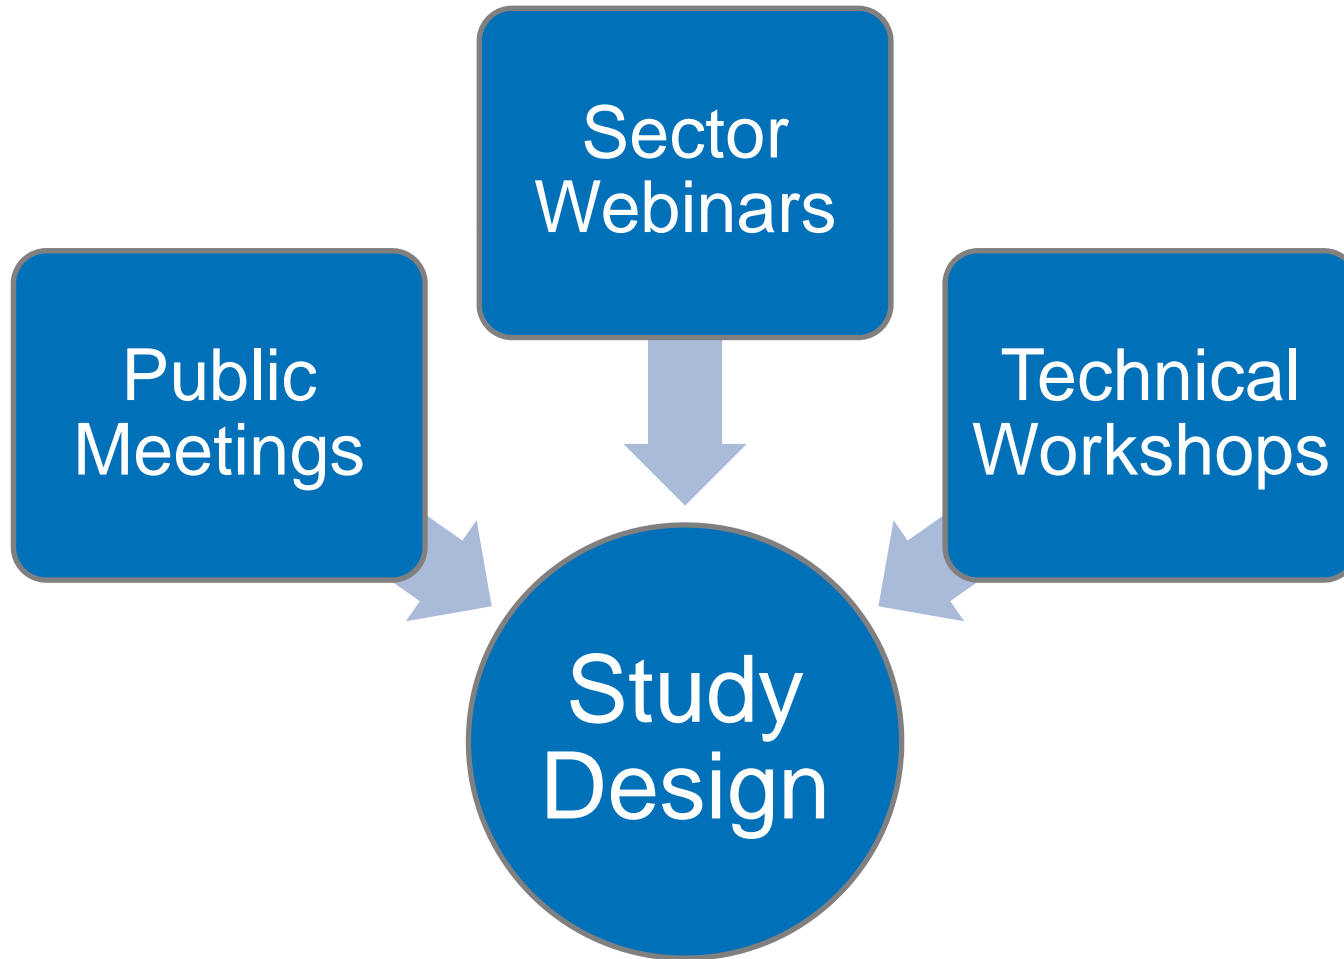 Sector
Webinars
Public
Meetings
Technical
Workshops
Study
Design